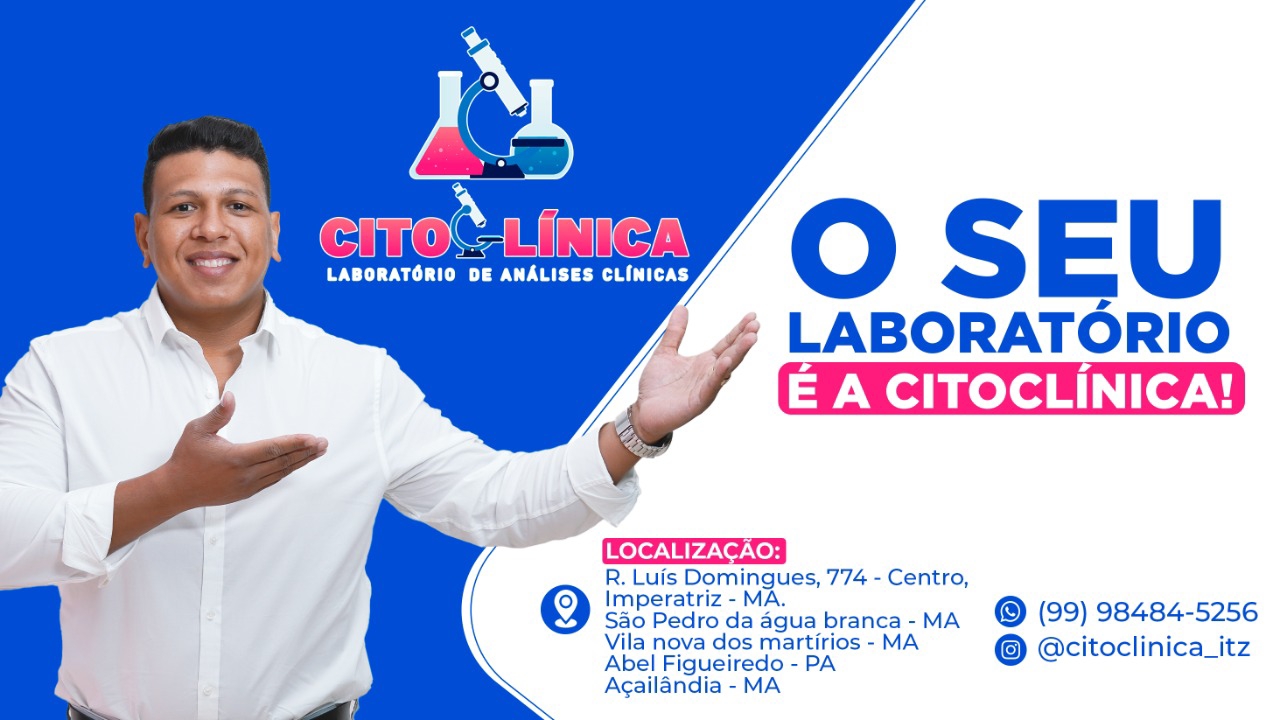 CITOCLÍNICA
LABORATÓRIO DE ANÁLISES CLÍNICAS
O SEU
LABORATÓRIO
É A CITOCLÍNICA!
LOCALIZAÇÃO:
R. Luís Domingues, 774 - Centro,
Imperatriz - MA.
São Pedro da água branca - MA
Vila nova dos martírios - MA
Abel Figueiredo - PA
Açailândia - MA
(99) 98484-5256
@citoclinica_itz